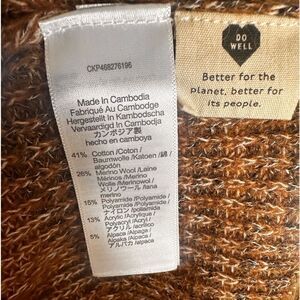 CKP468276196
Made In Cambodia
Fabriqué Au Cambodge
Hergestellt in Kambodscha
Vervaardigd In Cambodja
カンボジア製
hecho en camboya
41% Cotton /Coton /
Baumwolle /Katoen /綿 /
algodón
26% Merino Wool /Laine
Mérinos /Merino
Wolle /Merinowol /
メリノウール /lana
merino
15% Polyamide /Polyamide /
Polyamid /Polyamide /
ナイロン /poliamida
13% Acrylic /Acrylique /
Polyacryl /Acryl /
アクリル /acrílico
5% Alpaca /Alpaga /
Alpaka /Alpaca /
アルパカ /alpaca
DO
WELL
Better for the
planet, better for
its people.